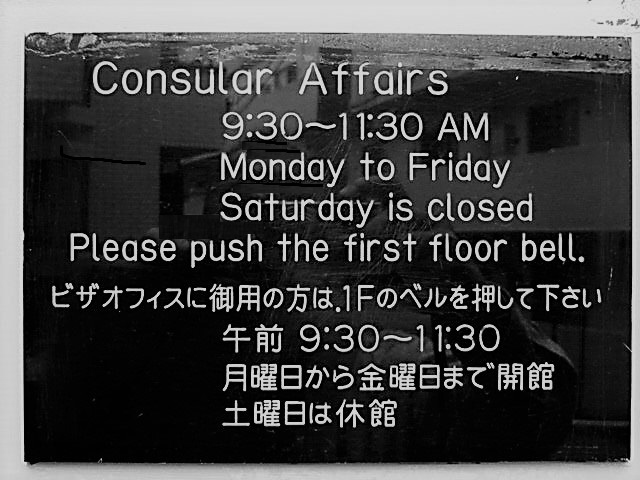 Consular Affairs
9:30〜11:30 AM
Monday to Friday
Saturday is closed
Please push the first floor bell.
ビザオフィスに御用の方は.1Fのベルを押して下さい
午前 9:30〜11:30
月曜日から金曜日まで開館
土曜日は休館